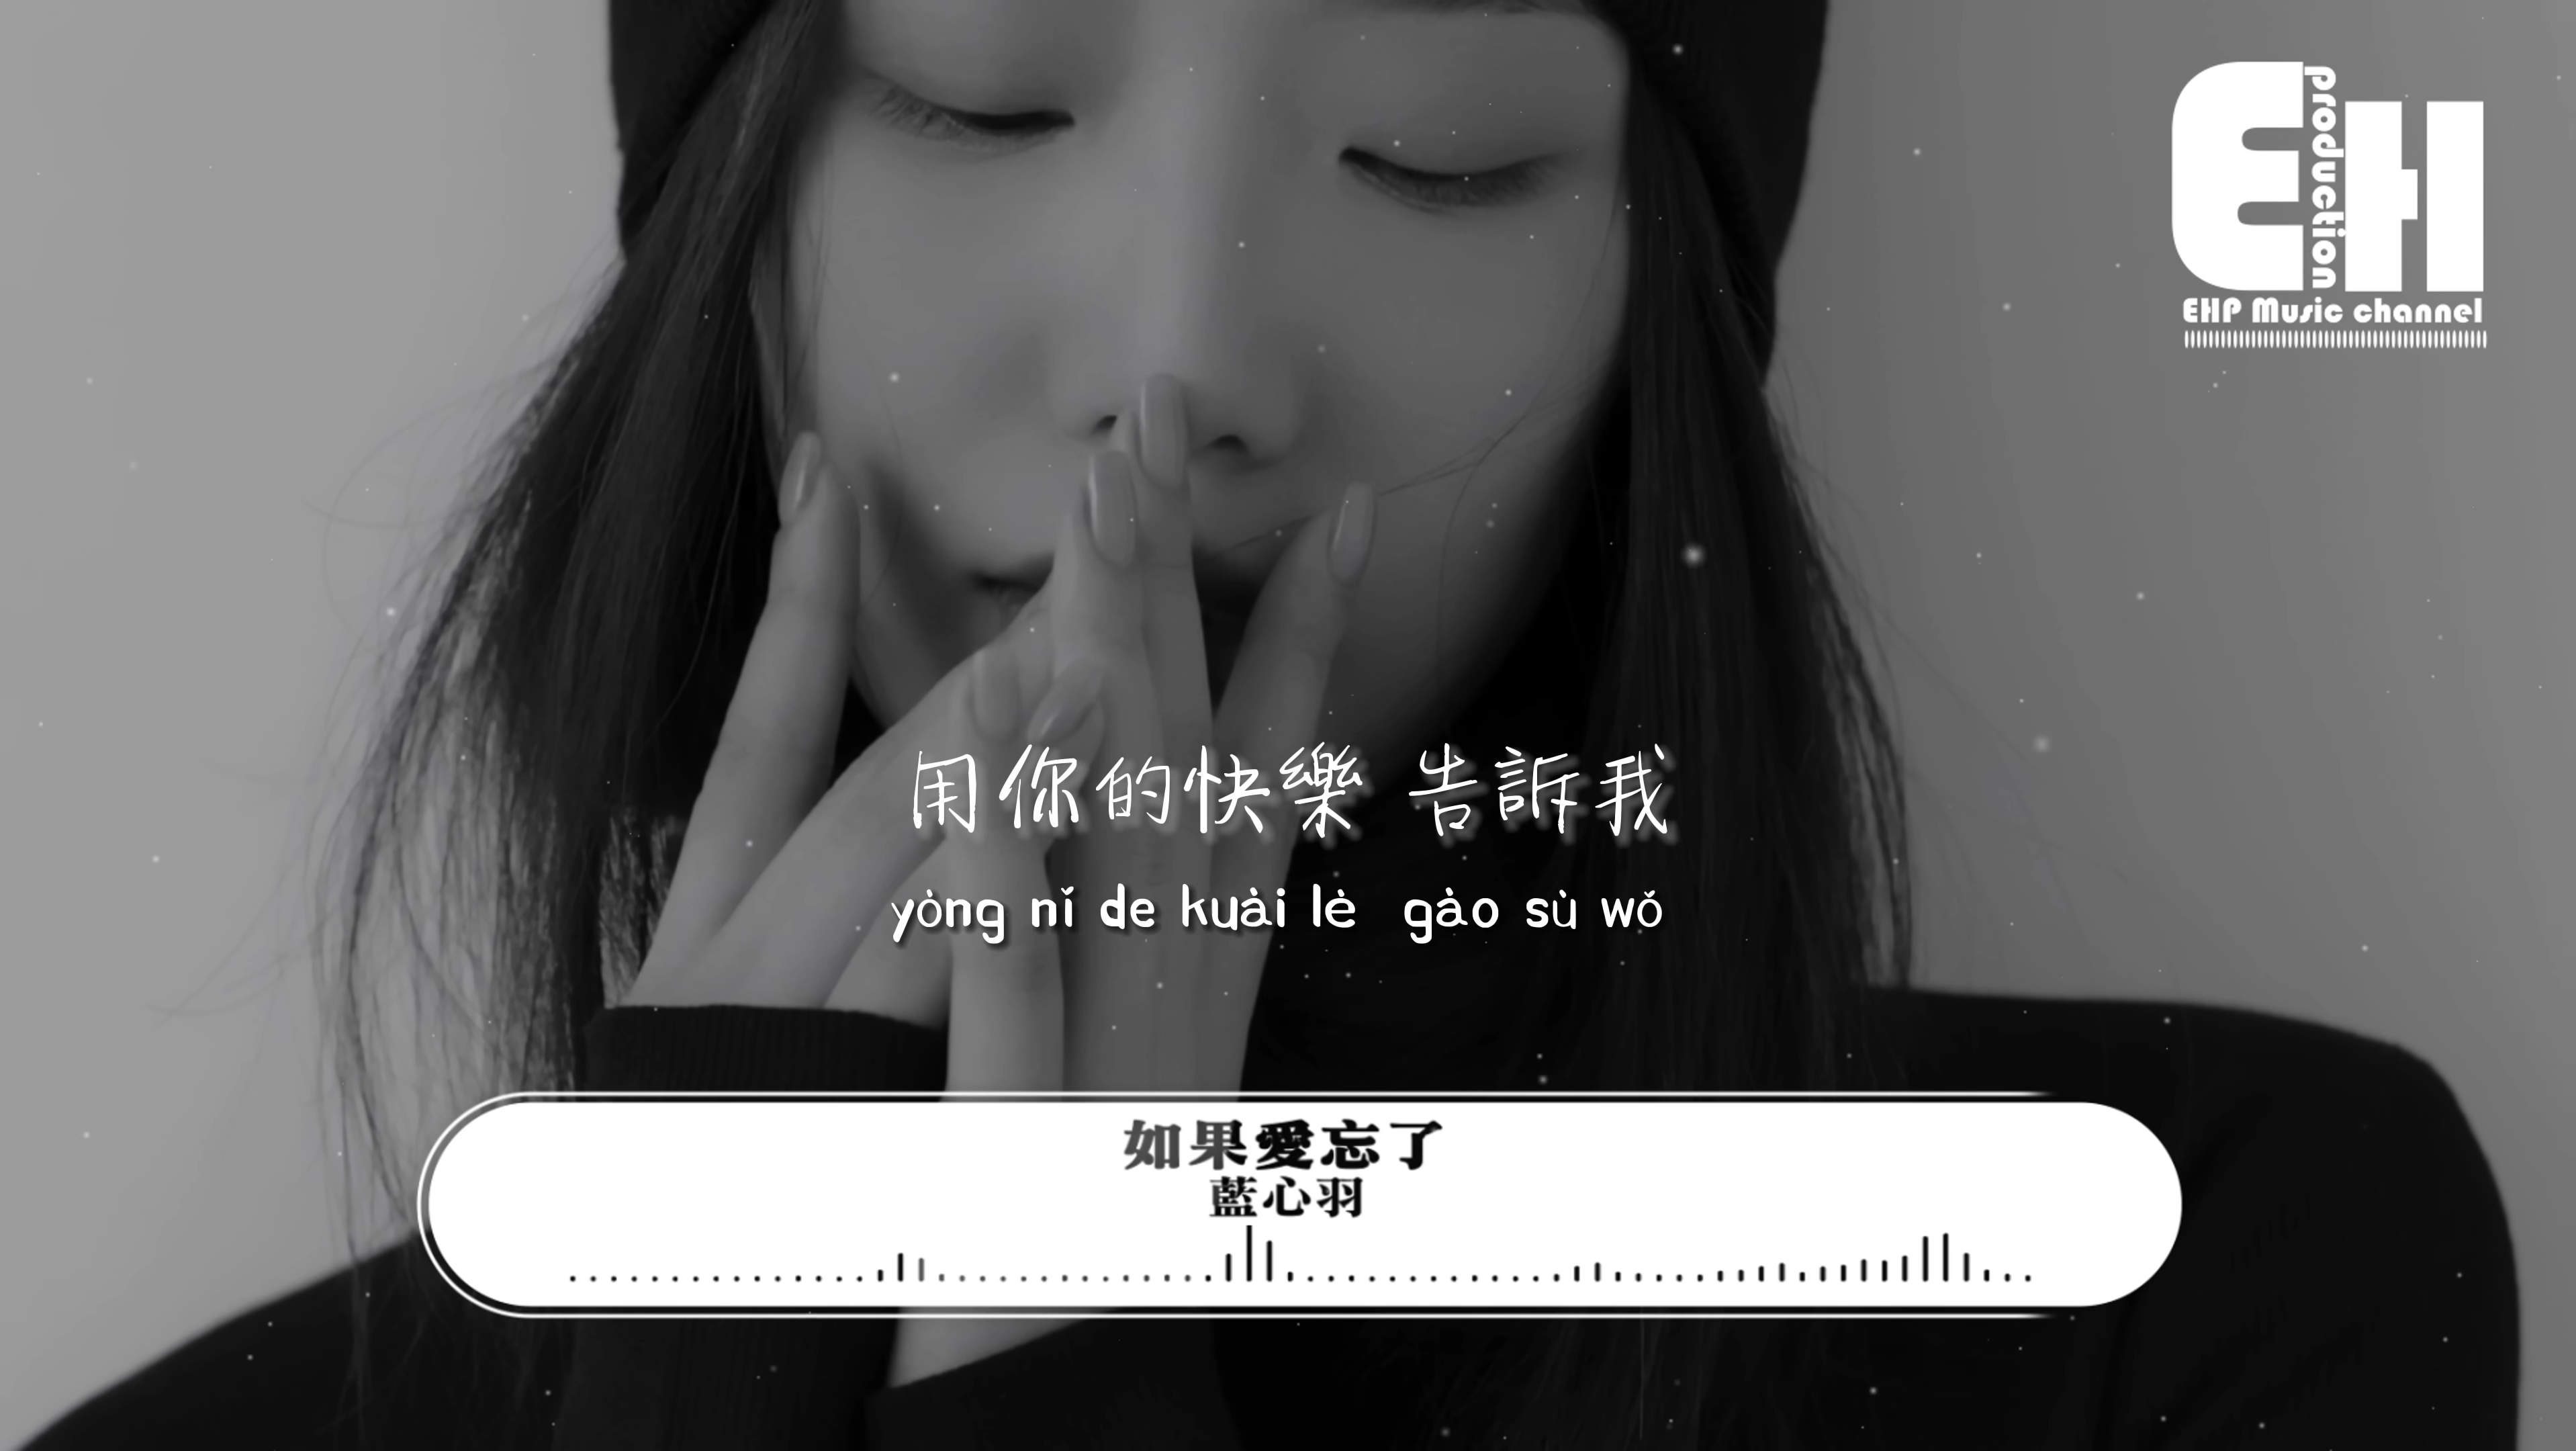 EH
production
EHP Music channel
用你的快樂 告訴我
yòng nǐ de kuài lè gào sù wǒ
如果愛忘了
藍心羽